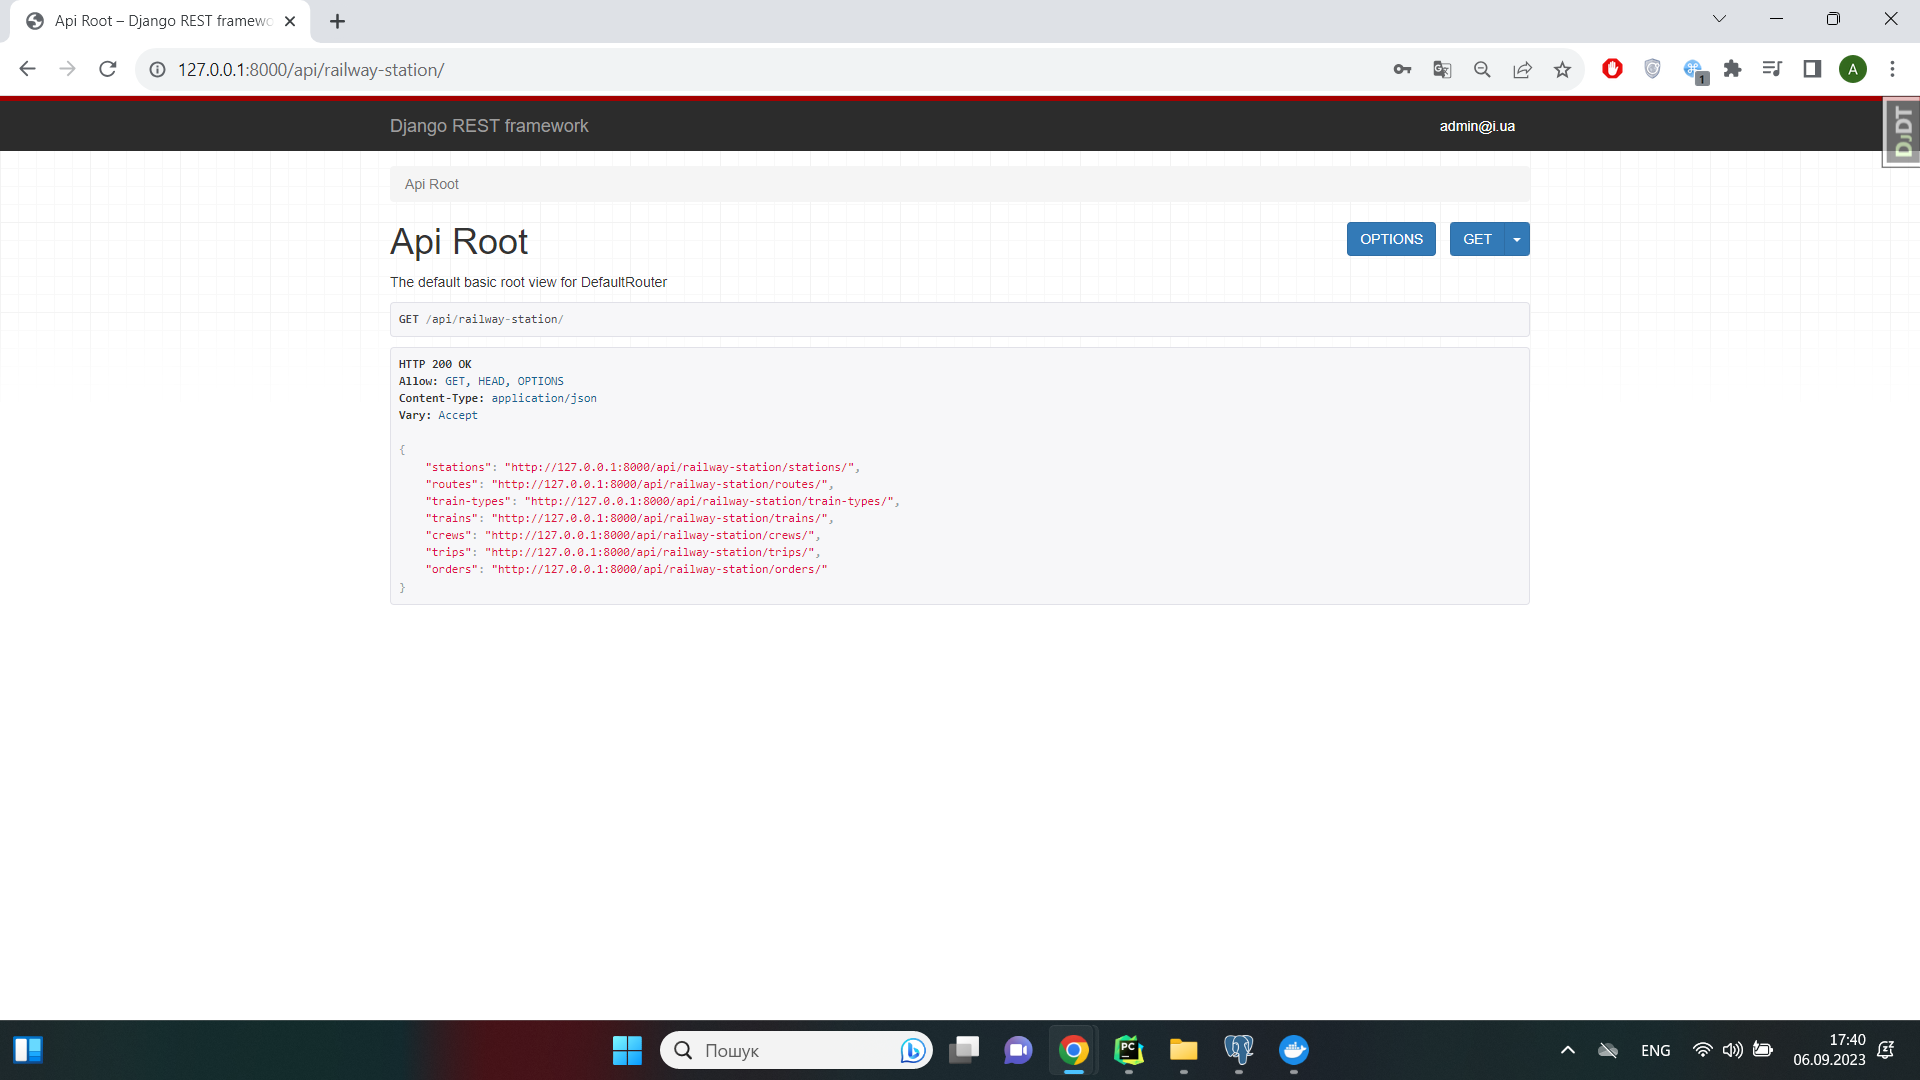 Api Root – Django REST framewo
127.0.0.1:8000/api/railway-station/
1
A
Django REST framework
admin@i.ua
DJDT
Api Root
Api Root
OPTIONS
GET
The default basic root view for DefaultRouter
GET /api/railway-station/
HTTP 200 OK
Allow: GET, HEAD, OPTIONS
Content-Type: application/json
Vary: Accept
{
    "stations": "http://127.0.0.1:8000/api/railway-station/stations/",
    "routes": "http://127.0.0.1:8000/api/railway-station/routes/",
    "train-types": "http://127.0.0.1:8000/api/railway-station/train-types/",
    "trains": "http://127.0.0.1:8000/api/railway-station/trains/",
    "crews": "http://127.0.0.1:8000/api/railway-station/crews/",
    "trips": "http://127.0.0.1:8000/api/railway-station/trips/",
    "orders": "http://127.0.0.1:8000/api/railway-station/orders/"
}
Пошук
PC
ENG
17:40
06.09.2023